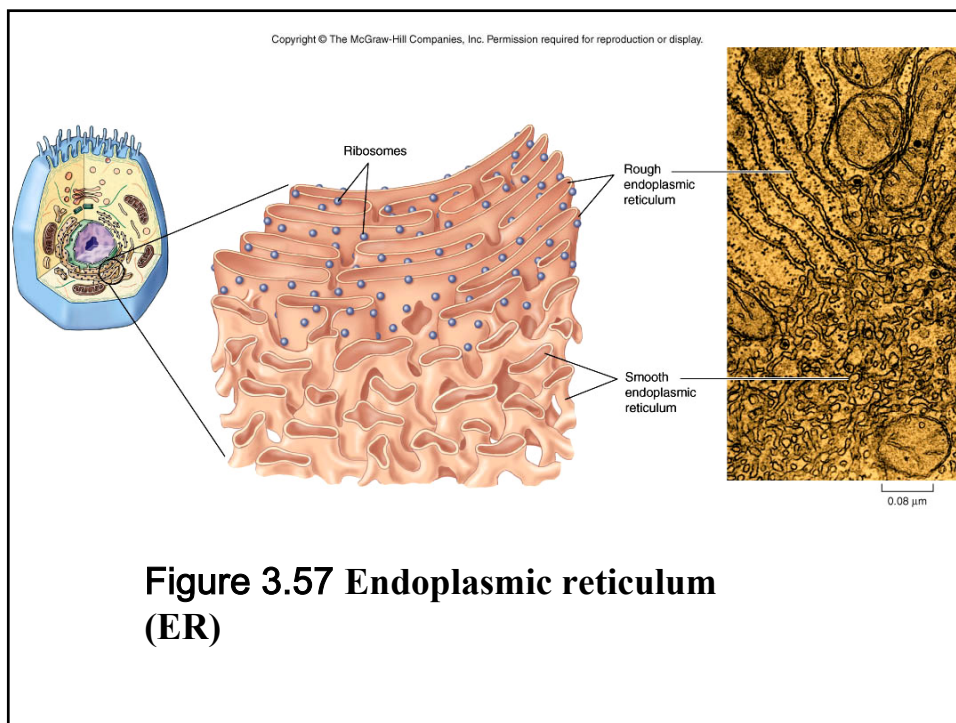 Copyright © The McGraw-Hill Companies, Inc. Permission required for reproduction or display.
Ribosomes
Rough
endoplasmic
reticulum
Smooth
endoplasmic
reticulum
0.08 µm
Figure 3.57 Endoplasmic reticulum
(ER)